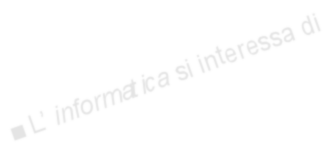 ■ L' informatica si interessa di